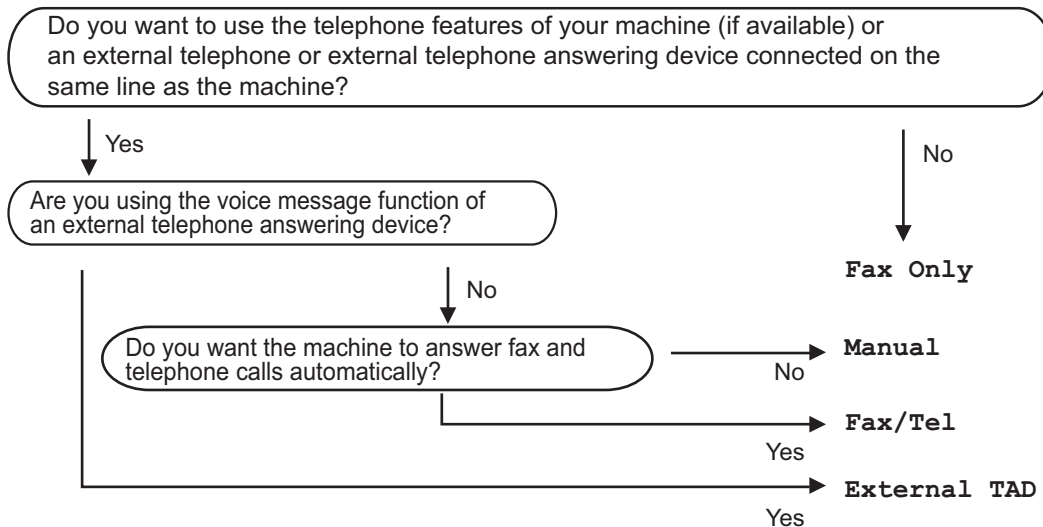 Do you want to use the telephone features of your machine (if available) or
an external telephone or external telephone answering device connected on the
same line as the machine?
Yes
No
Are you using the voice message function of
an external telephone answering device?
Fax Only
No
Do you want the machine to answer fax and
telephone calls automatically?
Manual
No
Fax/Tel
Yes
External TAD
Yes